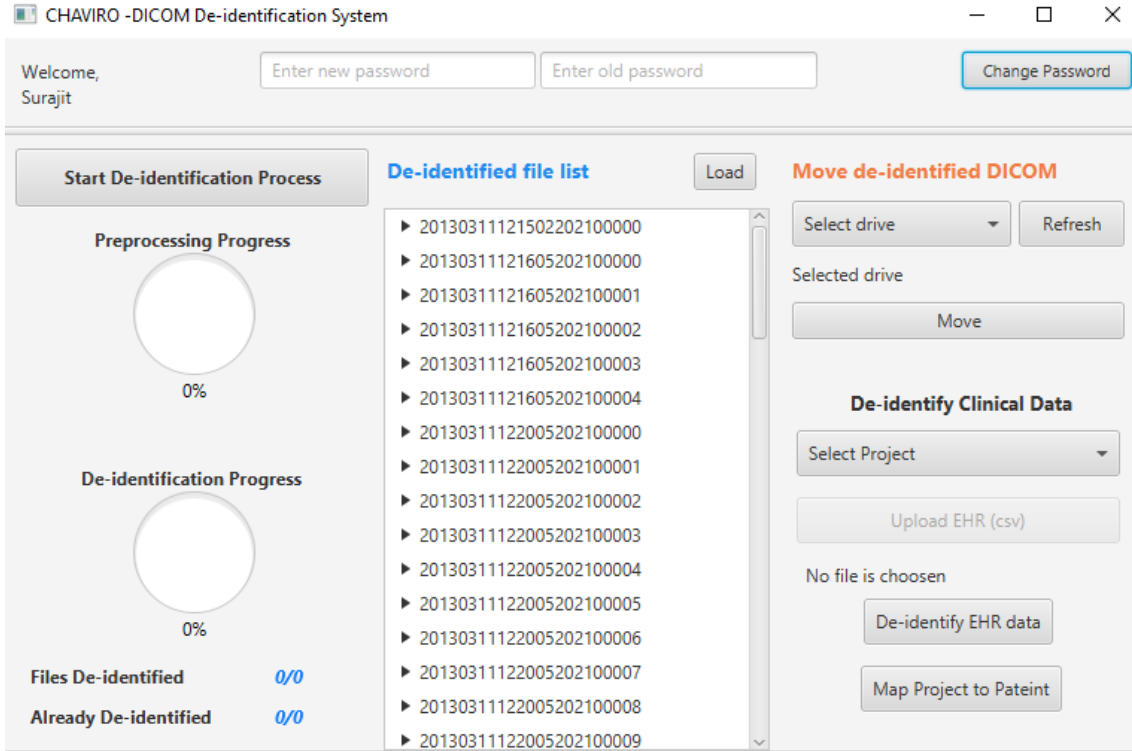 CHAVIRO -DICOM De-identification System
Welcome,
Surajit
Enter new password
Enter old password
Change Password
Start De-identification Process
Preprocessing Progress
0%
De-identification Progress
0%
Files De-identified 0/0
Already De-identified 0/0
De-identified file list
Load
20130311121502202100000
20130311121605202100000
20130311121605202100001
20130311121605202100002
20130311121605202100003
20130311121605202100004
20130311122005202100000
20130311122005202100001
20130311122005202100002
20130311122005202100003
20130311122005202100004
20130311122005202100005
20130311122005202100006
20130311122005202100007
20130311122005202100008
20130311122005202100009
Move de-identified DICOM
Select drive
Refresh
Selected drive
Move
De-identify Clinical Data
Select Project
Upload EHR (csv)
No file is choosen
De-identify EHR data
Map Project to Pateint